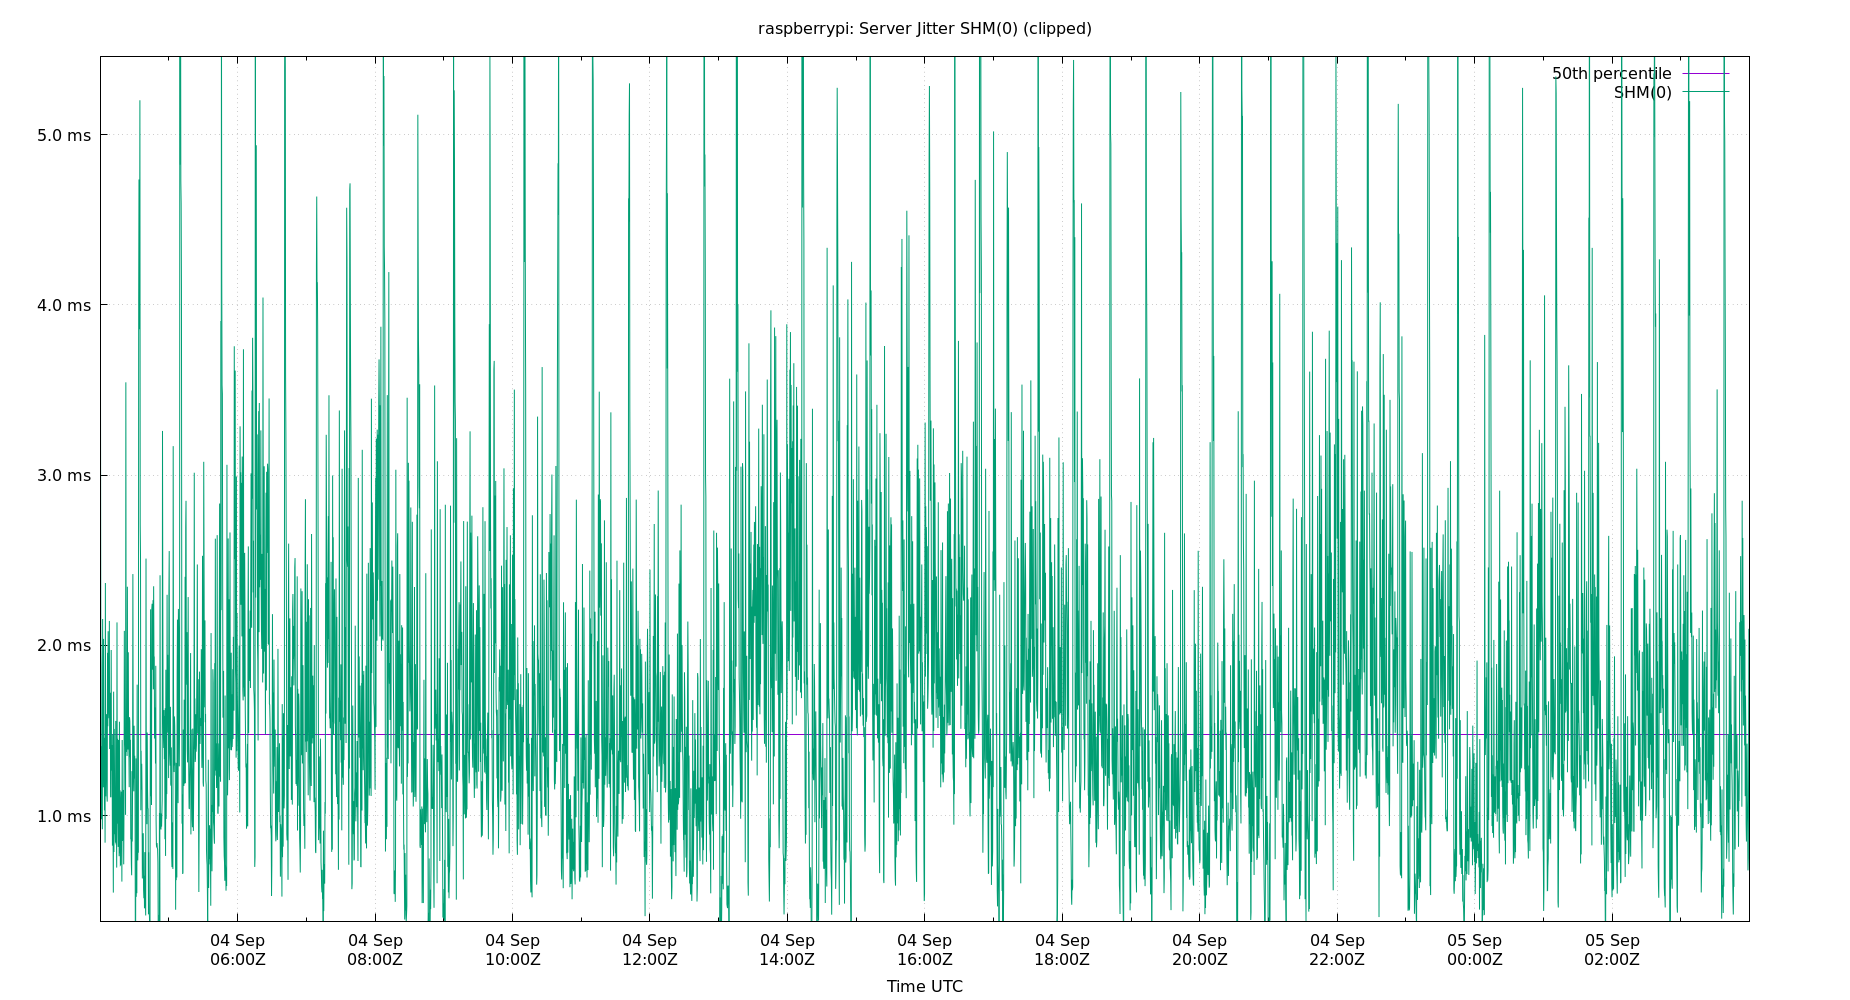 raspberrypi: Server Jitter SHM(0) (clipped)
50th percentile
SHM(0)
5.0 ms
4.0 ms
3.0 ms
2.0 ms
1.0 ms
04 Sep 04 Sep 04 Sep 04 Sep 04 Sep 04 Sep 04 Sep 04 Sep 04 Sep 05 Sep 05 Sep
06:00Z 08:00Z 10:00Z 12:00Z 14:00Z 16:00Z 18:00Z 20:00Z 22:00Z 00:00Z 02:00Z
Time UTC